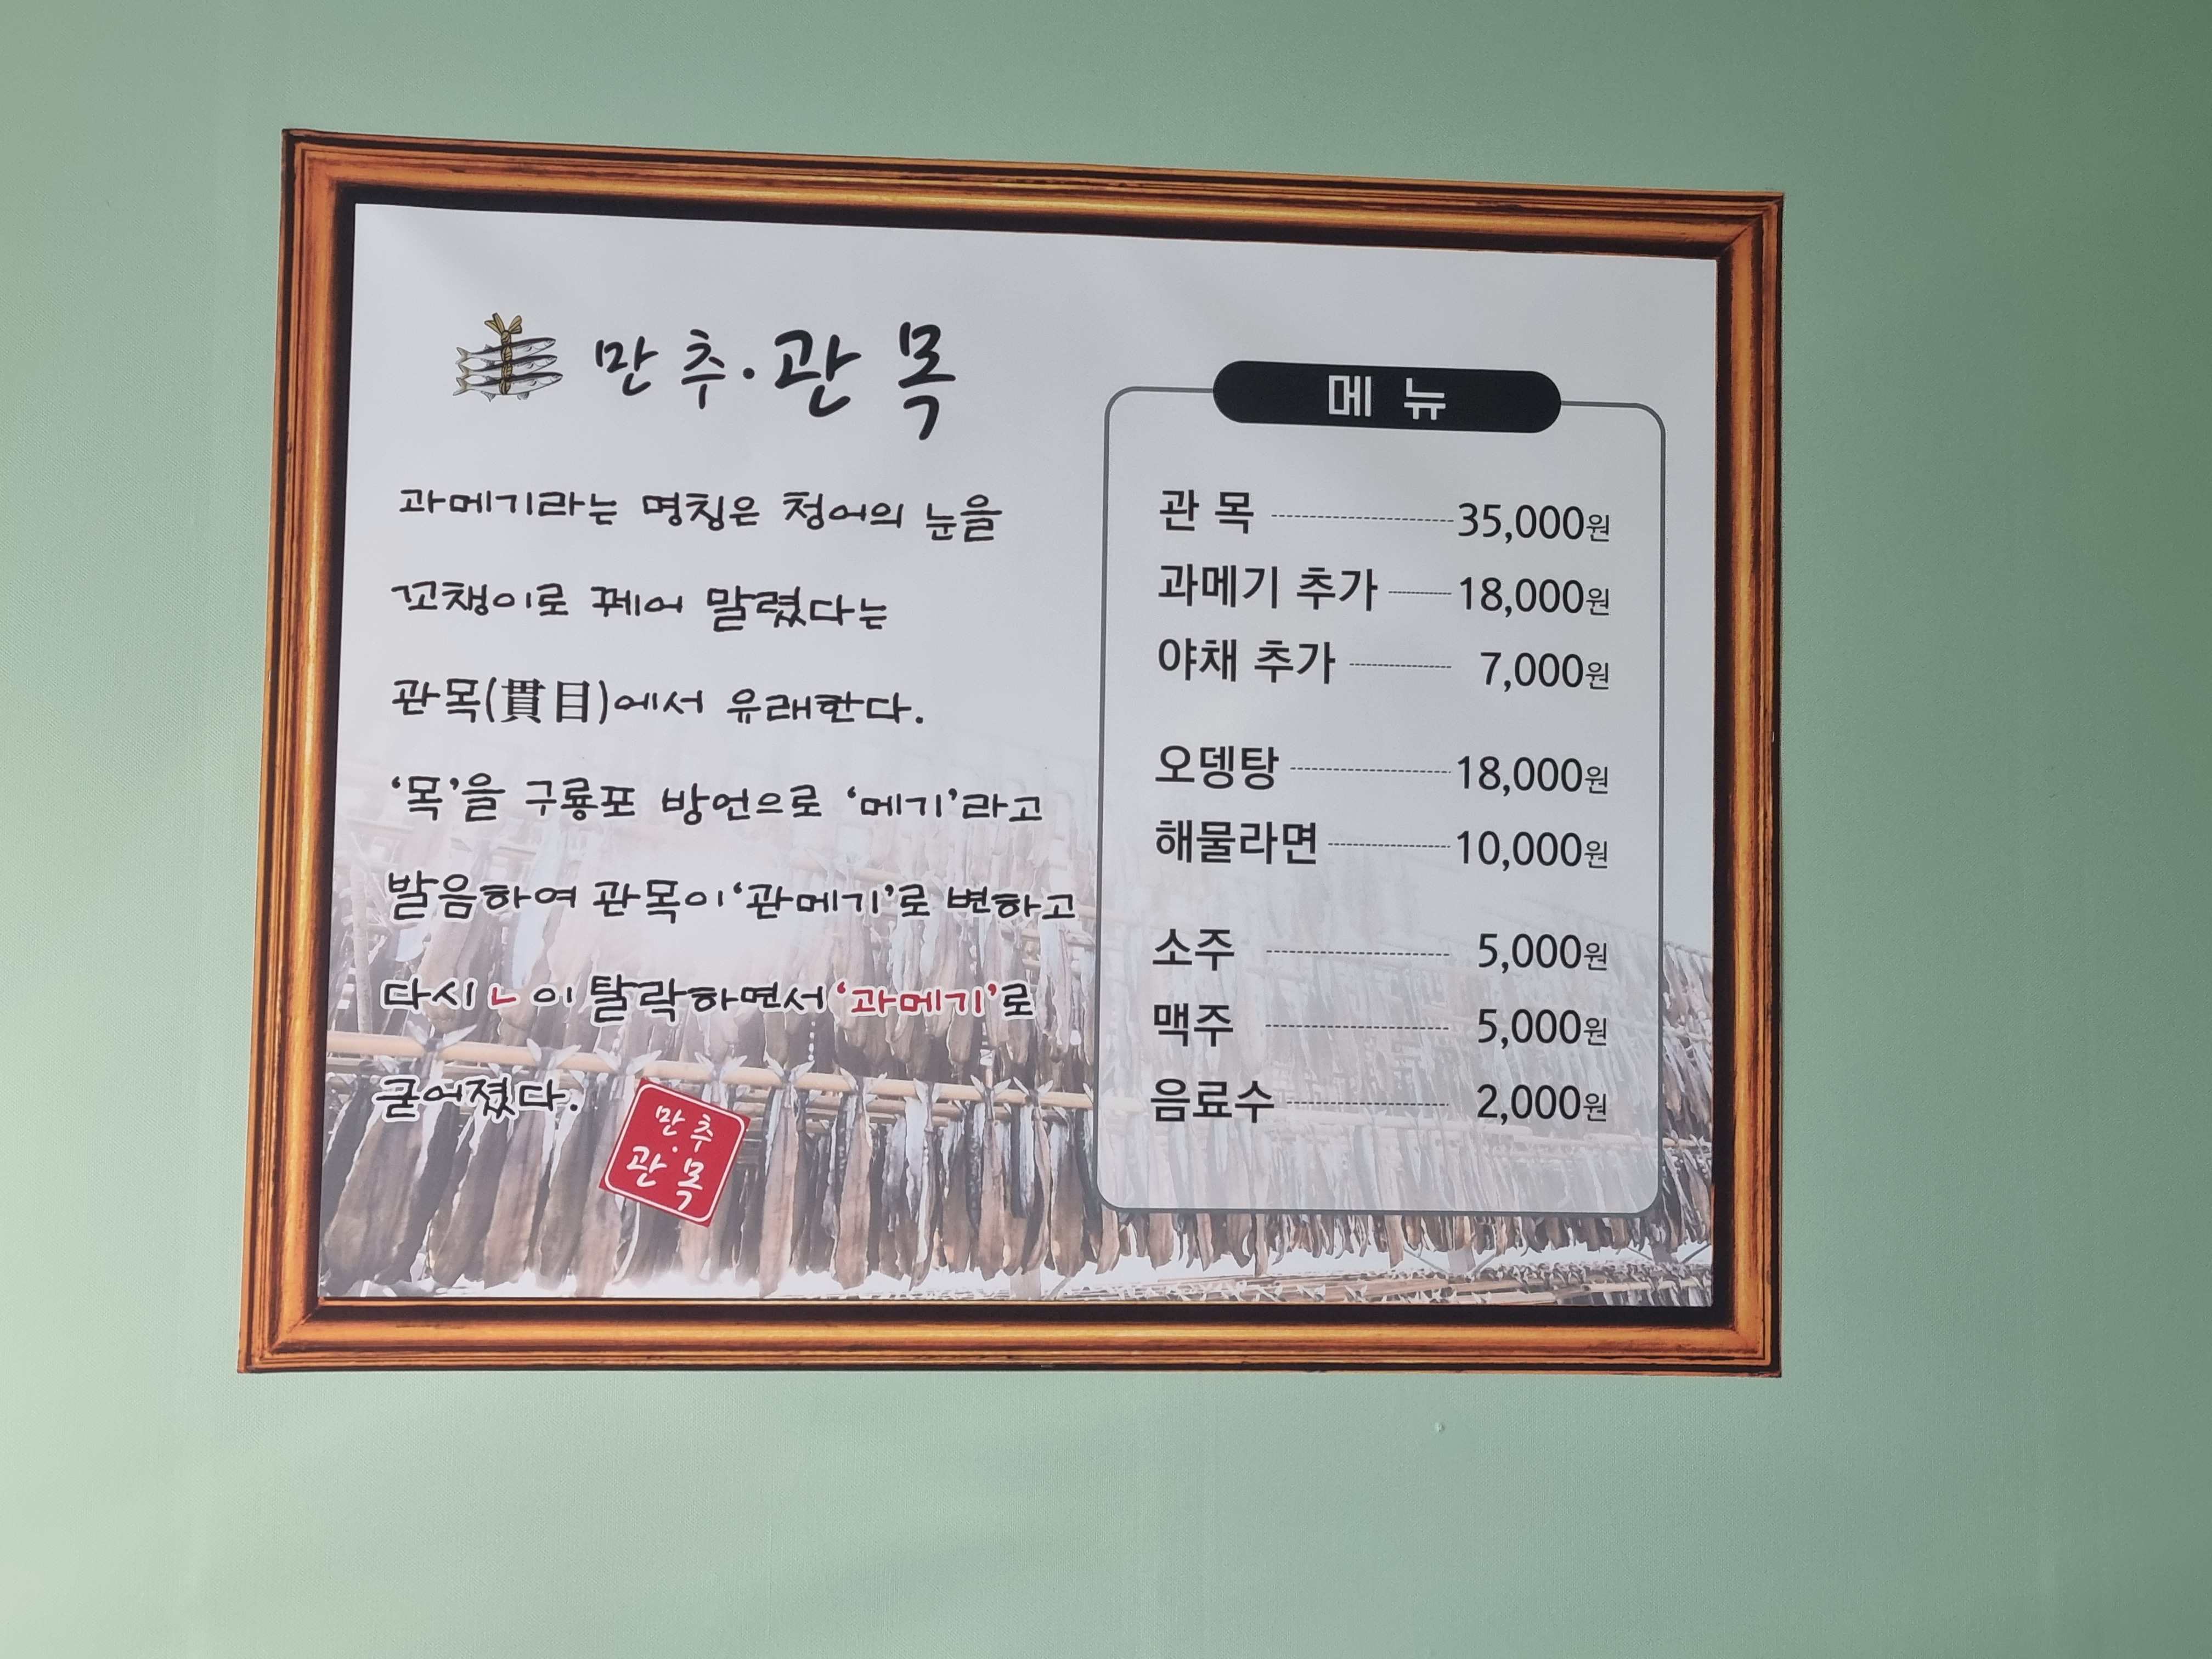 만추·관목
과메기라는 명칭은 청어의 눈을
꼬챙이로 꿰어 말렸다는
관목(貫目)에서 유래한다.
‘목’을 구룡포 방언으로 ‘메기’라고
발음하여 관목이 ‘관메기’로 변하고
다시 ㄴ이 탈락하면서 ‘과메기’로
굳어졌다.
만추
관목
메뉴
관목 35,000원
과메기 추가 18,000원
야채 추가 7,000원
오뎅탕 18,000원
해물라면 10,000원
소주 5,000원
맥주 5,000원
음료수 2,000원